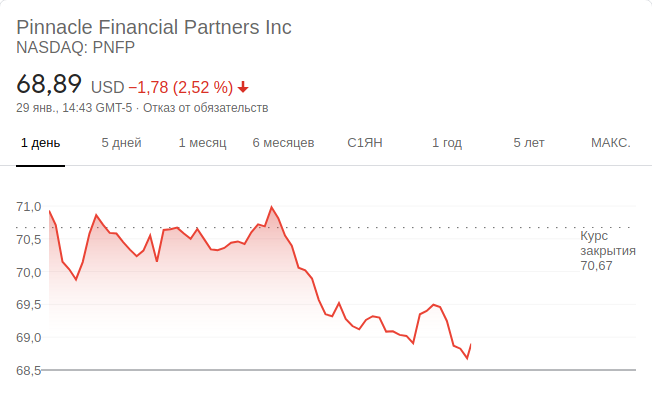 Pinnacle Financial Partners Inc
NASDAQ: PNFP
68,89 USD −1,78 (2,52 %)
29 янв., 14:43 GMT-5 · Отказ от обязательств
1 день 5 дней 1 месяц 6 месяцев С1ЯН 1 год 5 лет МАКС.
71,0
70,5
70,0
69,5
69,0
68,5
Курс
закрытия
70,67